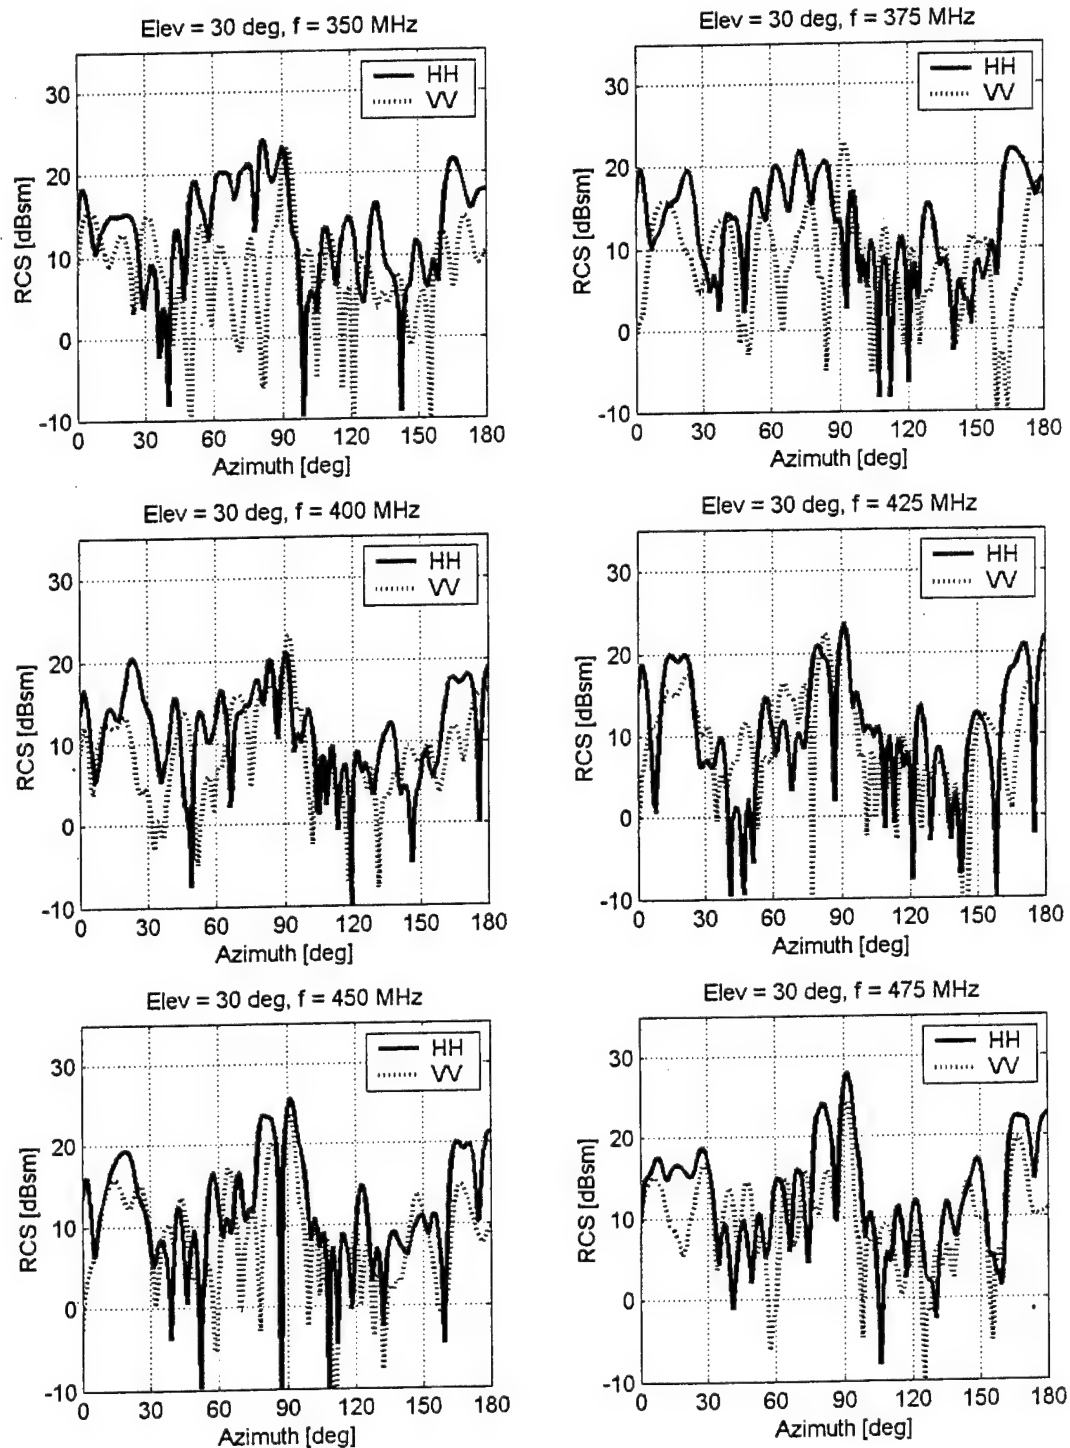 Elev = 30 deg, f = 350 MHz
HH
VV
RCS [dBsm]
30
20
10
0
-10
0 30 60 90 120 150 180
Azimuth [deg]
Elev = 30 deg, f = 375 MHz
HH
VV
RCS [dBsm]
30
20
10
0
-10
0 30 60 90 120 150 180
Azimuth [deg]
Elev = 30 deg, f = 400 MHz
HH
VV
RCS [dBsm]
30
20
10
0
-10
0 30 60 90 120 150 180
Azimuth [deg]
Elev = 30 deg, f = 425 MHz
HH
VV
RCS [dBsm]
30
20
10
0
-10
0 30 60 90 120 150 180
Azimuth [deg]
Elev = 30 deg, f = 450 MHz
HH
VV
RCS [dBsm]
30
20
10
0
-10
0 30 60 90 120 150 180
Azimuth [deg]
Elev = 30 deg, f = 475 MHz
HH
VV
RCS [dBsm]
30
20
10
0
-10
0 30 60 90 120 150 180
Azimuth [deg]